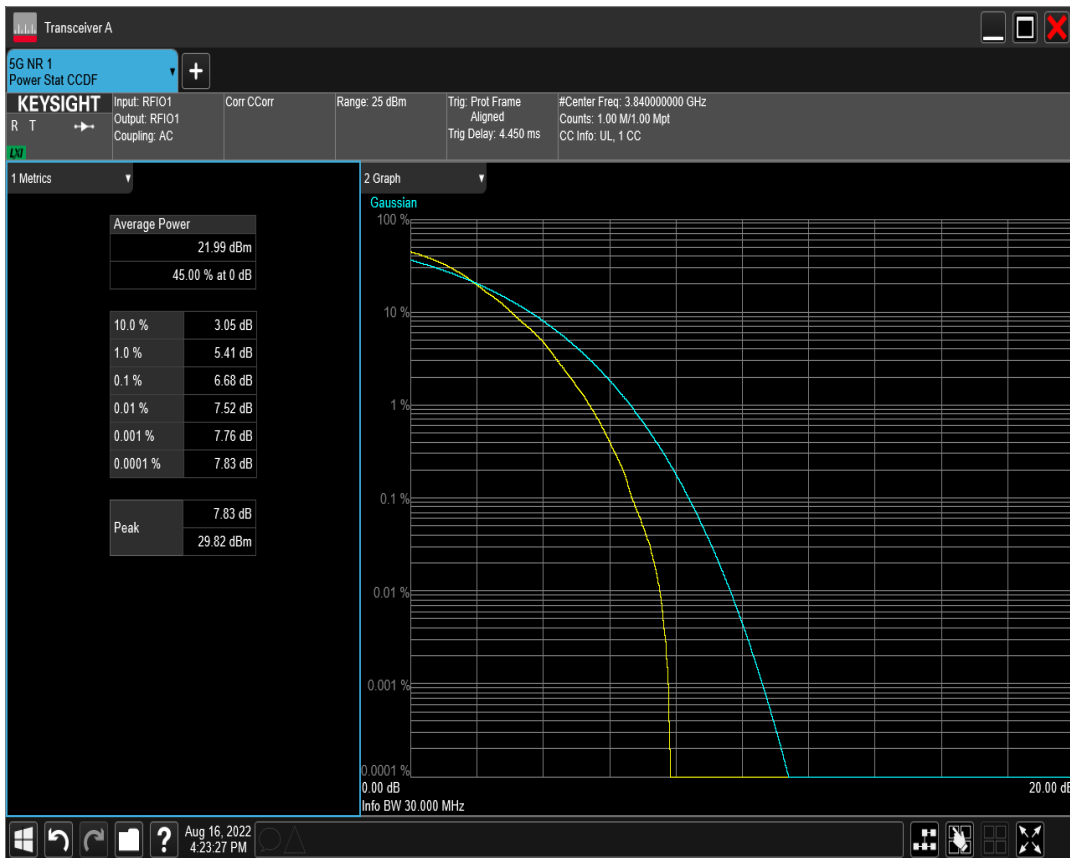 Transceiver A
5G NR 1
Power Stat CCDF
KEYSIGHT
R T
LXI
Input: RFIO1
Output: RFIO1
Coupling: AC
Corr CCorr
Range: 25 dBm
Trig: Prot Frame
Aligned
Trig Delay: 4.450 ms
#Center Freq: 3.840000000 GHz
Counts: 1.00 M/1.00 Mpt
CC Info: UL, 1 CC
1 Metrics
Average Power
21.99 dBm
45.00 % at 0 dB
10.0 % 3.05 dB
1.0 % 5.41 dB
0.1 % 6.68 dB
0.01 % 7.52 dB
0.001 % 7.76 dB
0.0001 % 7.83 dB
Peak
7.83 dB
29.82 dBm
2 Graph
Gaussian
100 %
10 %
1 %
0.1 %
0.01 %
0.001 %
0.0001 %
0.00 dB 20.00 dB
Info BW 30.000 MHz
? Aug 16, 2022
4:23:27 PM